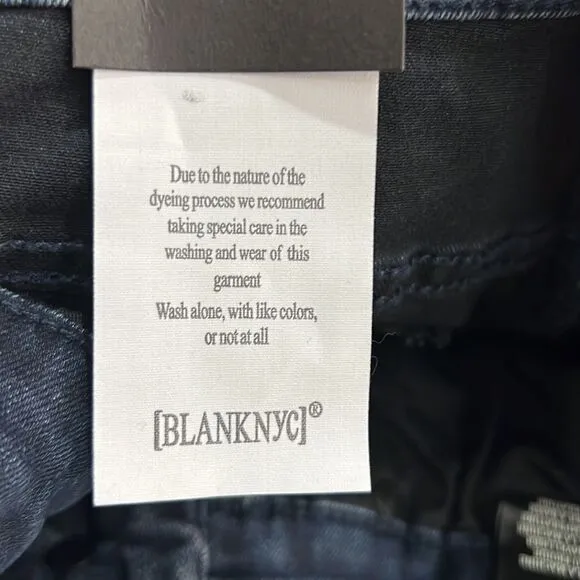 Due to the nature of the
dyeing process we recommend
taking special care in the
washing and wear of this
garment
Wash alone, with like colors,
or not at all
[BLANKNYC]®